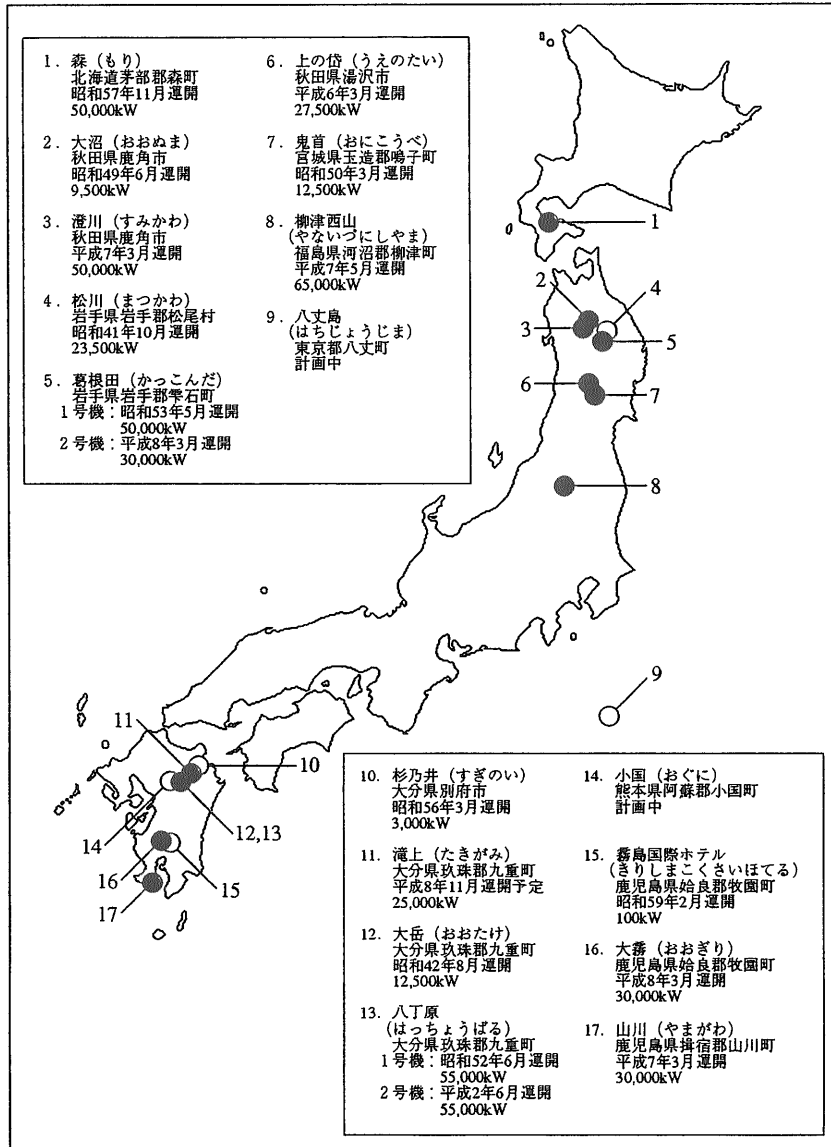 1. 森（もり）
北海道茅部郡森町
昭和57年11月運開
50,000kW
2. 大沼（おおぬま）
秋田県鹿角市
昭和49年6月運開
9,500kW
3. 澄川（すみかわ）
秋田県鹿角市
平成7年3月運開
50,000kW
4. 松川（まつかわ）
岩手県岩手郡松尾村
昭和41年10月運開
23,500kW
5. 葛根田（かっこんだ）
岩手県岩手郡雫石町
1号機：昭和53年5月運開
50,000kW
2号機：平成8年3月運開
30,000kW
6. 上の岱（うえのたい）
秋田県湯沢市
平成6年3月運開
27,500kW
7. 鬼首（おにこうべ）
宮城県玉造郡鳴子町
昭和50年3月運開
12,500kW
8. 柳津西山
（やないづにしやま）
福島県河沼郡柳津町
平成7年5月運開
65,000kW
9. 八丈島
（はちじょうじま）
東京都八丈町
計画中
1
2
4
3
5
6
7
8
9
11
10
14
12,13
16
15
17
10. 杉乃井（すぎのい）
大分県別府市
昭和56年3月運開
3,000kW
11. 滝上（たきがみ）
大分県玖珠郡九重町
平成8年11月運開予定
25,000kW
12. 大岳（おおたけ）
大分県玖珠郡九重町
昭和42年8月運開
12,500kW
13. 八丁原
（はっちょうばる）
大分県玖珠郡九重町
1号機：昭和52年6月運開
55,000kW
2号機：平成2年6月運開
55,000kW
14. 小国（おぐに）
熊本県阿蘇郡小国町
計画中
15. 霧島国際ホテル
（きりしまこくさいほてる）
鹿児島県姶良郡牧園町
昭和59年2月運開
100kW
16. 大霧（おおぎり）
鹿児島県姶良郡牧園町
平成8年3月運開
30,000kW
17. 山川（やまがわ）
鹿児島県揖宿郡山川町
平成7年3月運開
30,000kW